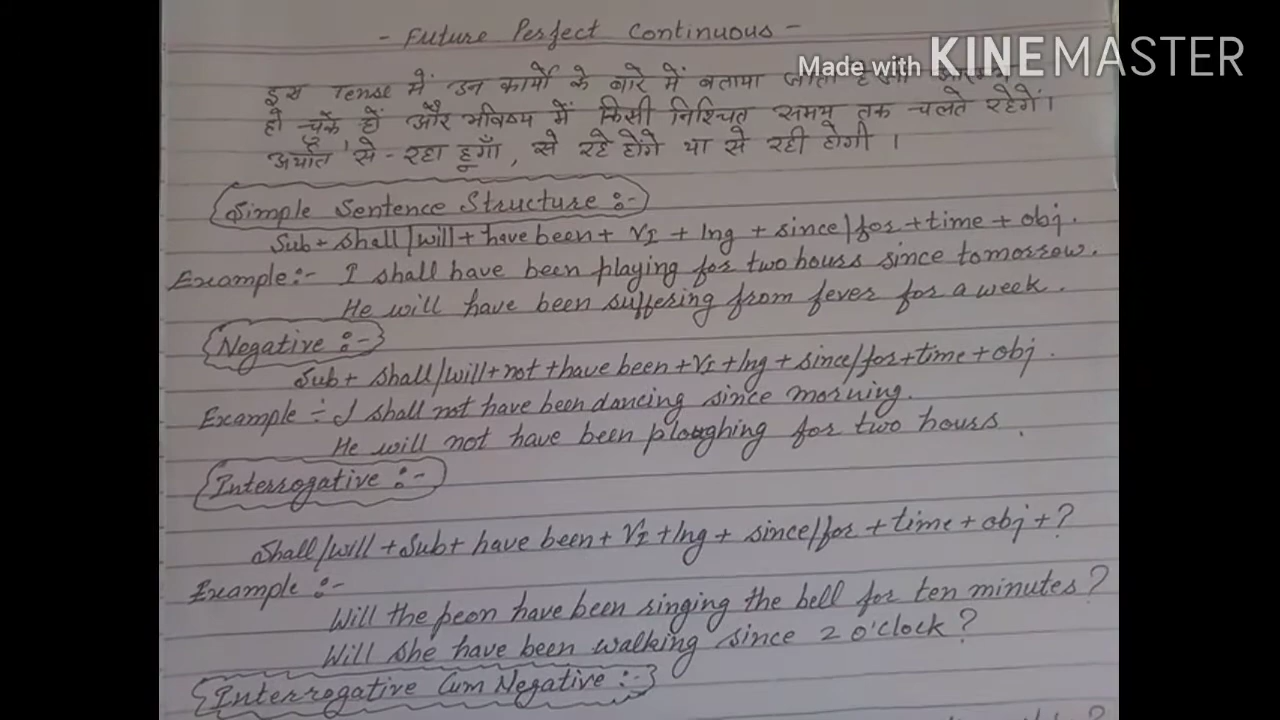 - Future Perfect Continuous -
Made with KINEMASTER
इस Tense में उन कार्यों के बारे में बताया जाता है
हो चूकें हों और भविष्य में किसी निश्चित समय तक चलते रहेगें।
अर्थात से - रहा हूगाँ, से रहे होंगे या से रही होगी ।
Simple Sentence Structure :-
Sub + shall/will + have been + VI + Ing + since/for + time + obj.
Example :- I shall have been playing for two hours since tomorrow.
He will have been suffering from fever for a week.
Negative :-
Sub + shall/will + not + have been + VI + Ing + since/for + time + obj.
Example ÷ I shall not have been dancing since morning.
He will not have been ploughing for two hours.
Interrogative :-
Shall/will + Sub + have been + VI + Ing + since/for + time + obj + ?
Example :-
Will the peon have been ringing the bell for ten minutes?
Will she have been walking since 2 o'clock?
Interrogative Cum Negative :-